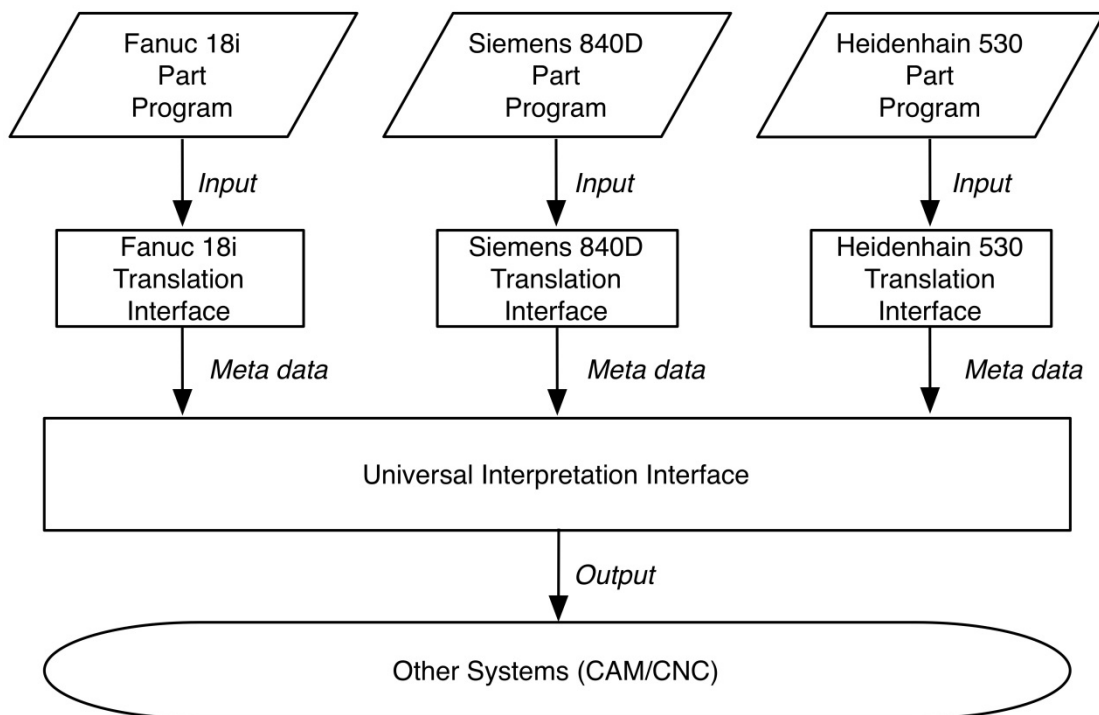 Fanuc 18i
Part
Program
Siemens 840D
Part
Program
Heidenhain 530
Part
Program
Input
Input
Input
Fanuc 18i
Translation
Interface
Siemens 840D
Translation
Interface
Heidenhain 530
Translation
Interface
Meta data
Meta data
Meta data
Universal Interpretation Interface
Output
Other Systems (CAM/CNC)